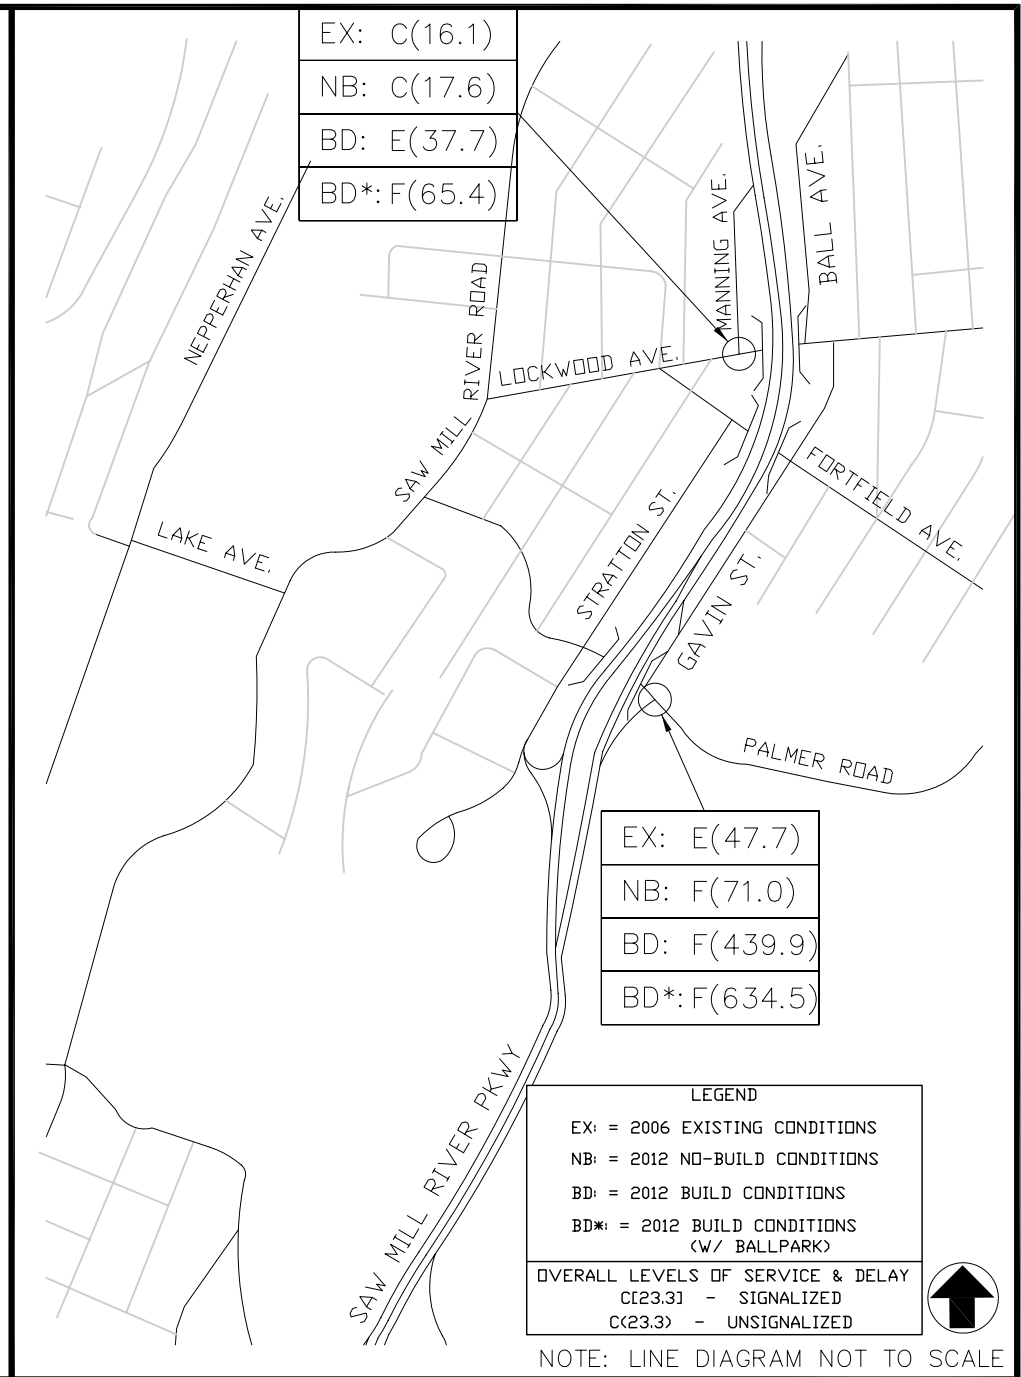 EX: C(16.1)
NB: C(17.6)
BD: E(37.7)
BD*: F(65.4)
NEPPERHAN AVE.
SAW MILL RIVER ROAD
MANNING AVE.
BALL AVE.
LOCKWOOD AVE.
FORTFIELD AVE.
LAKE AVE.
STRATTON ST.
GAVIN ST.
PALMER ROAD
EX: E(47.7)
NB: F(71.0)
BD: F(439.9)
BD*: F(634.5)
SAW MILL RIVER PKWY
LEGEND
EX: = 2006 EXISTING CONDITIONS
NB: = 2012 NO-BUILD CONDITIONS
BD: = 2012 BUILD CONDITIONS
BD*: = 2012 BUILD CONDITIONS
(W/ BALLPARK)
OVERALL LEVELS OF SERVICE & DELAY
C[23.3] - SIGNALIZED
C(23.3) - UNSIGNALIZED
NOTE: LINE DIAGRAM NOT TO SCALE